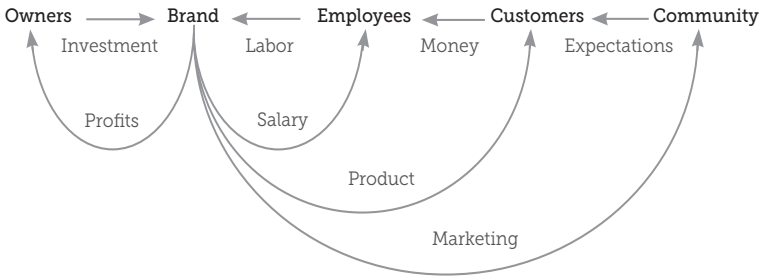 Owners Brand Employees Customers Community
Investment Labor Money Expectations
Profits Salary
Product
Marketing